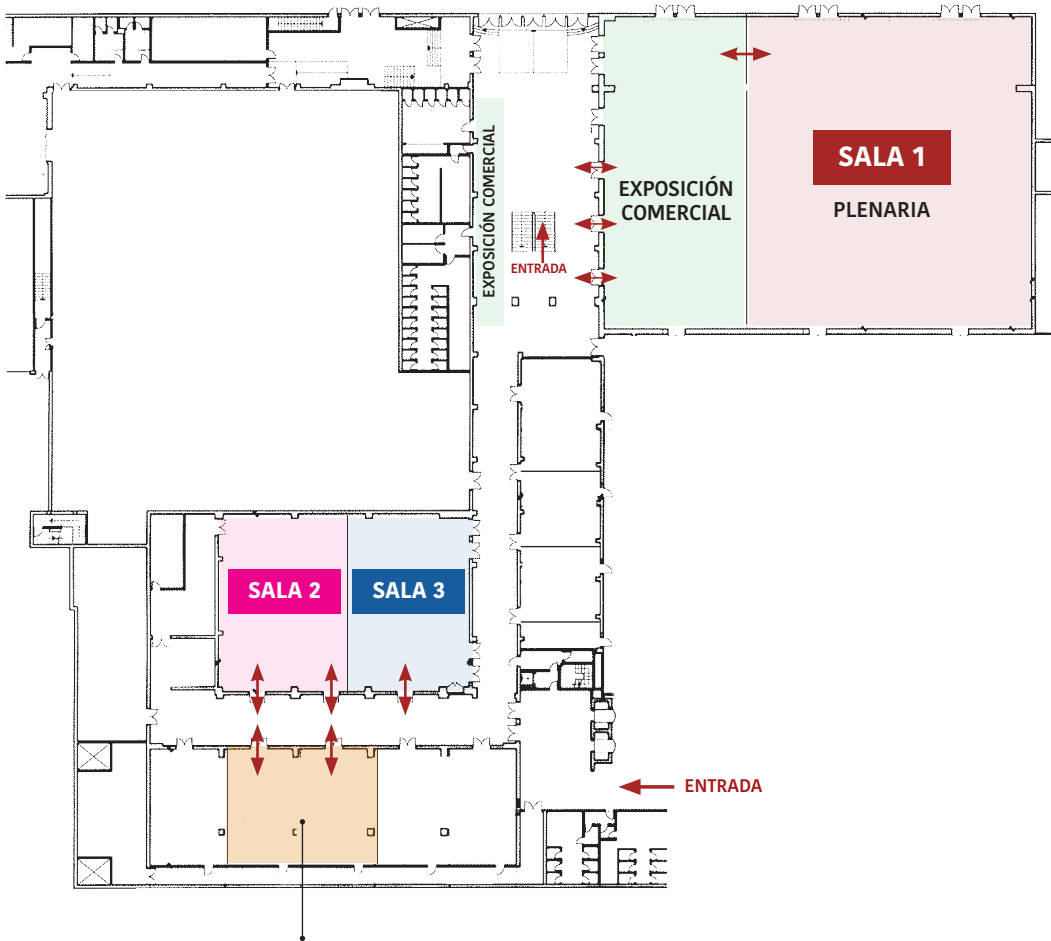 EXPOSICIÓN COMERCIAL
SALA 1
EXPOSICIÓN
COMERCIAL
PLENARIA
ENTRADA
SALA 2
SALA 3
ENTRADA